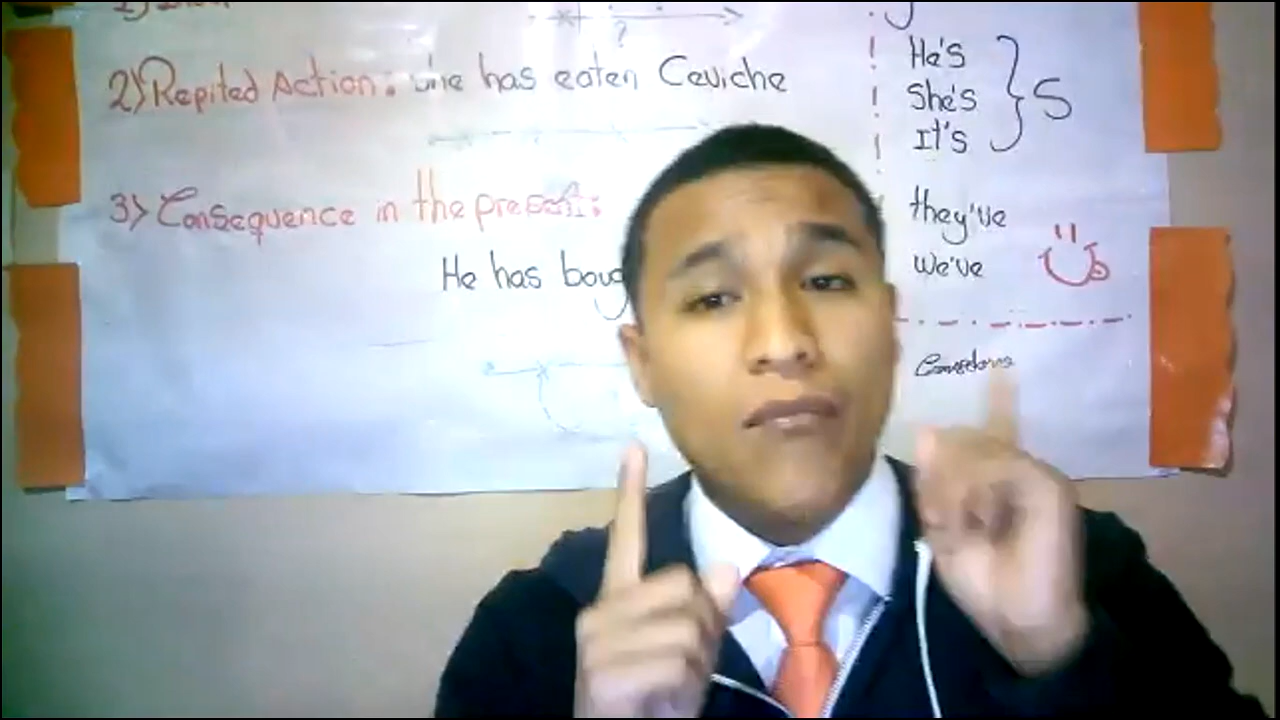 ?
2) Repited Action: She has eaten Ceviche
3) Consequence in the present:
He has boug
He's
She's
It's
S
they've
We've